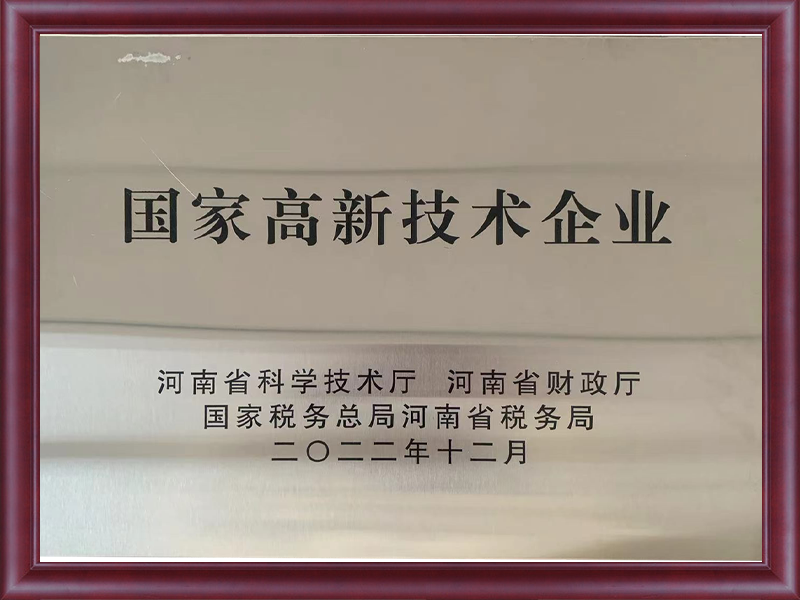 国家高新技术企业
河南省科学技术厅 河南省财政厅
国家税务总局河南省税务局
二〇二二年十二月